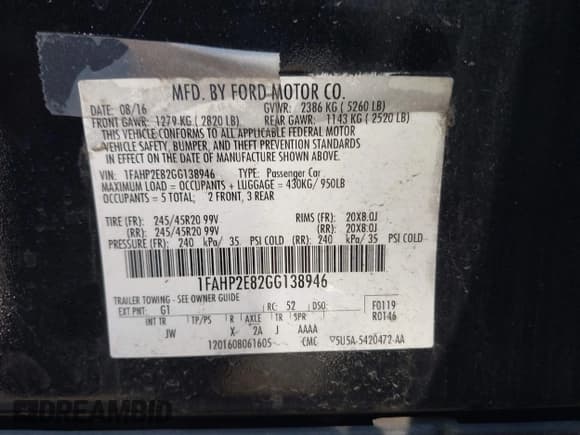 MFD. BY FORD MOTOR CO.
DATE: 08/16 GVWR: 2386 KG ( 5260 LB)
FRONT GAWR: 1279 KG ( 2820 LB) REAR GAWR: 1143 KG ( 2520 LB)
THIS VEHICLE CONFORMS TO ALL APPLICABLE FEDERAL MOTOR
VEHICLE SAFETY, BUMPER, AND THEFT PREVENTION STANDARDS
IN EFFECT ON THE DATE OF MANUFACTURE SHOWN ABOVE.
VIN: 1FAHP2E82GG138946 TYPE: Passenger Car
MAXIMUM LOAD = OCCUPANTS + LUGGAGE = 430KG/ 950LB
OCCUPANTS = 5 TOTAL; 2 FRONT, 3 REAR
TIRE (FR): 245/45R20 99V RIMS (FR): 20X8.0J
(RR): 245/45R20 99V (RR): 20X8.0J
PRESSURE (FR): 240 kPa/ 35 PSI COLD (RR): 240 kPa/ 35 PSI COLD
1FAHP2E82GG138946
TRAILER TOWING - SEE OWNER GUIDE
EXT PNT: G1 RC: 52 DSO: F0119
INT TR TP/PS R AXLE TR SPR R0146
JW X 2A J AAAA
1201608061605 CMC 5U5A-5420472-AA
DREAMBID